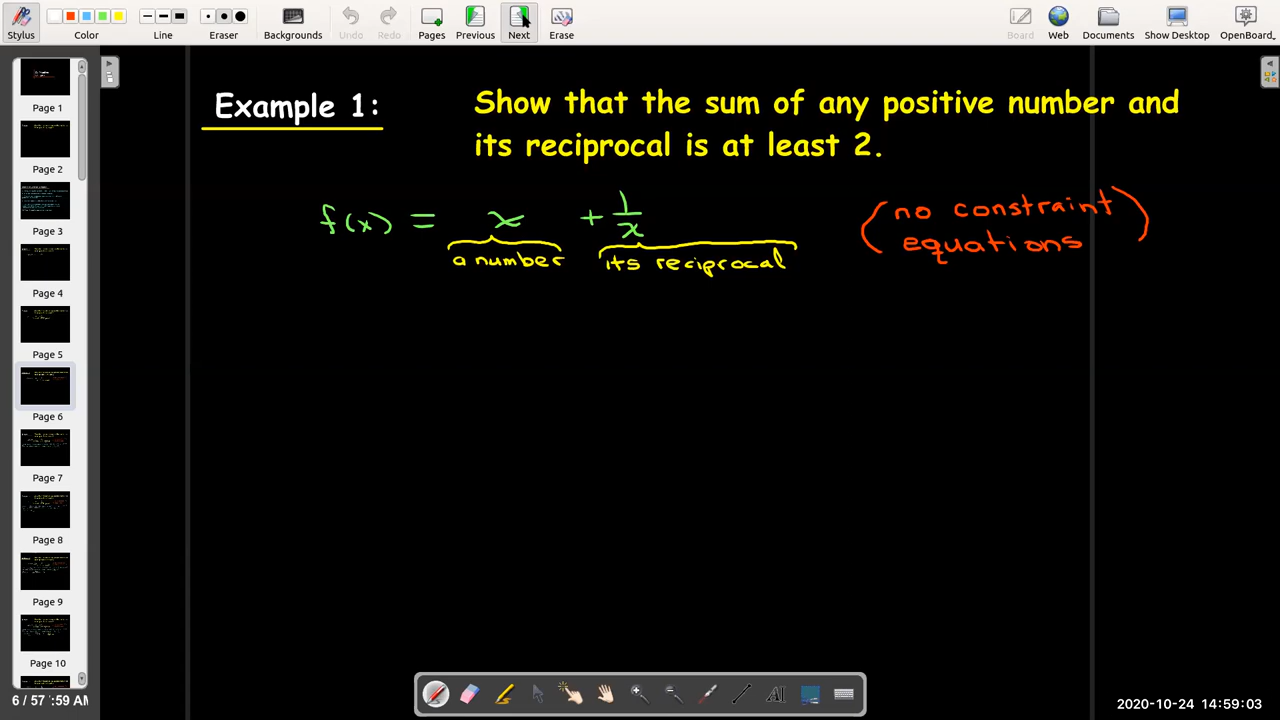 Stylus Color Line Eraser Backgrounds Undo Redo Pages Previous Next Erase Board Web Documents Show Desktop OpenBoard
Page 1
Page 2
Page 3
Page 4
Page 5
Page 6
Page 7
Page 8
Page 9
Page 10
6 / 57
:59 AM
Example 1:
Show that the sum of any positive number and
its reciprocal is at least 2.
f(x) = x + 1/x
a number its reciprocal
(no constraint
equations)
AI
2020-10-24 14:59:03